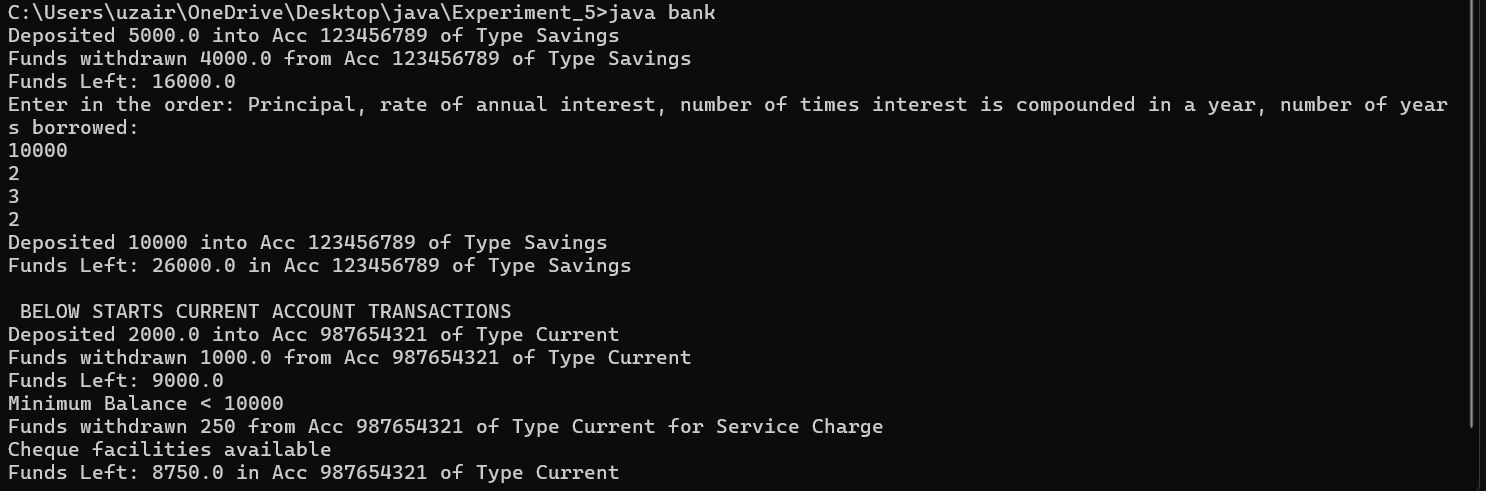 C:\Users\uzair\OneDrive\Desktop\java\Experiment_5>java bank
Deposited 5000.0 into Acc 123456789 of Type Savings
Funds withdrawn 4000.0 from Acc 123456789 of Type Savings
Funds Left: 16000.0
Enter in the order: Principal, rate of annual interest, number of times interest is compounded in a year, number of year
s borrowed:
10000
2
3
2
Deposited 10000 into Acc 123456789 of Type Savings
Funds Left: 26000.0 in Acc 123456789 of Type Savings

 BELOW STARTS CURRENT ACCOUNT TRANSACTIONS
Deposited 2000.0 into Acc 987654321 of Type Current
Funds withdrawn 1000.0 from Acc 987654321 of Type Current
Funds Left: 9000.0
Minimum Balance < 10000
Funds withdrawn 250 from Acc 987654321 of Type Current for Service Charge
Cheque facilities available
Funds Left: 8750.0 in Acc 987654321 of Type Current